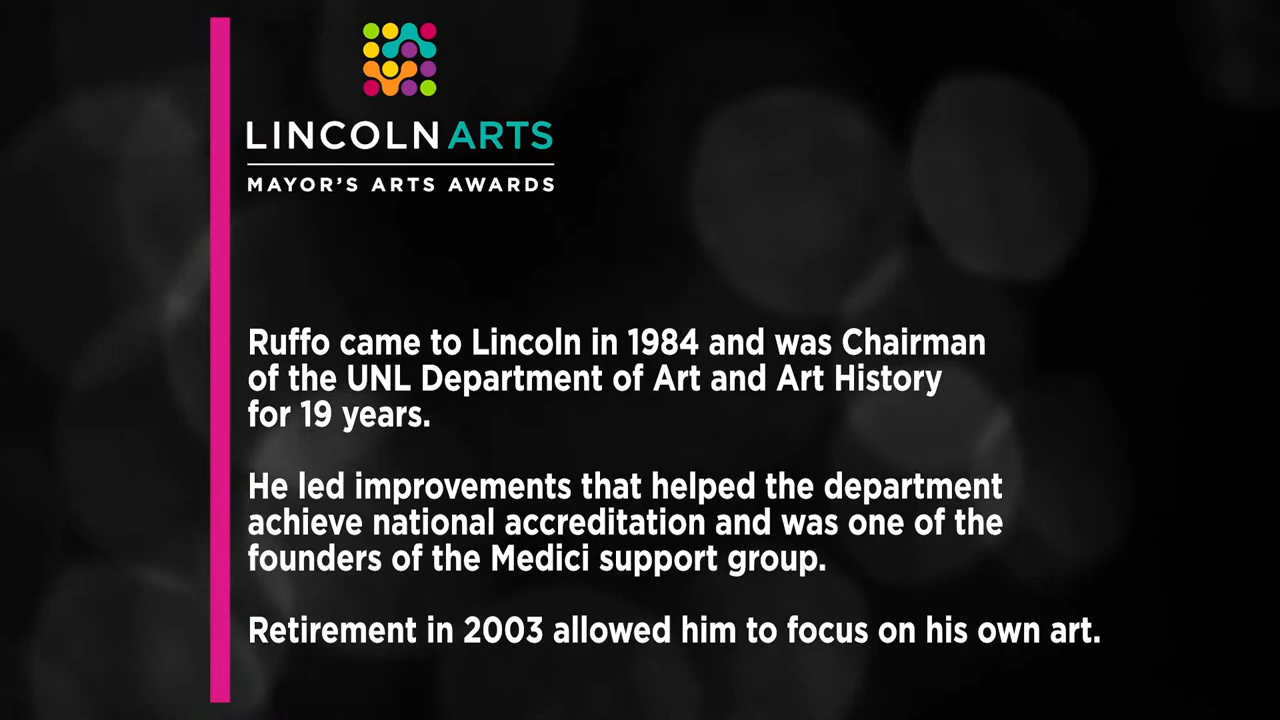 LINCOLN ARTS
MAYOR'S ARTS AWARDS
Ruffo came to Lincoln in 1984 and was Chairman
of the UNL Department of Art and Art History
for 19 years.
He led improvements that helped the department
achieve national accreditation and was one of the
founders of the Medici support group.
Retirement in 2003 allowed him to focus on his own art.